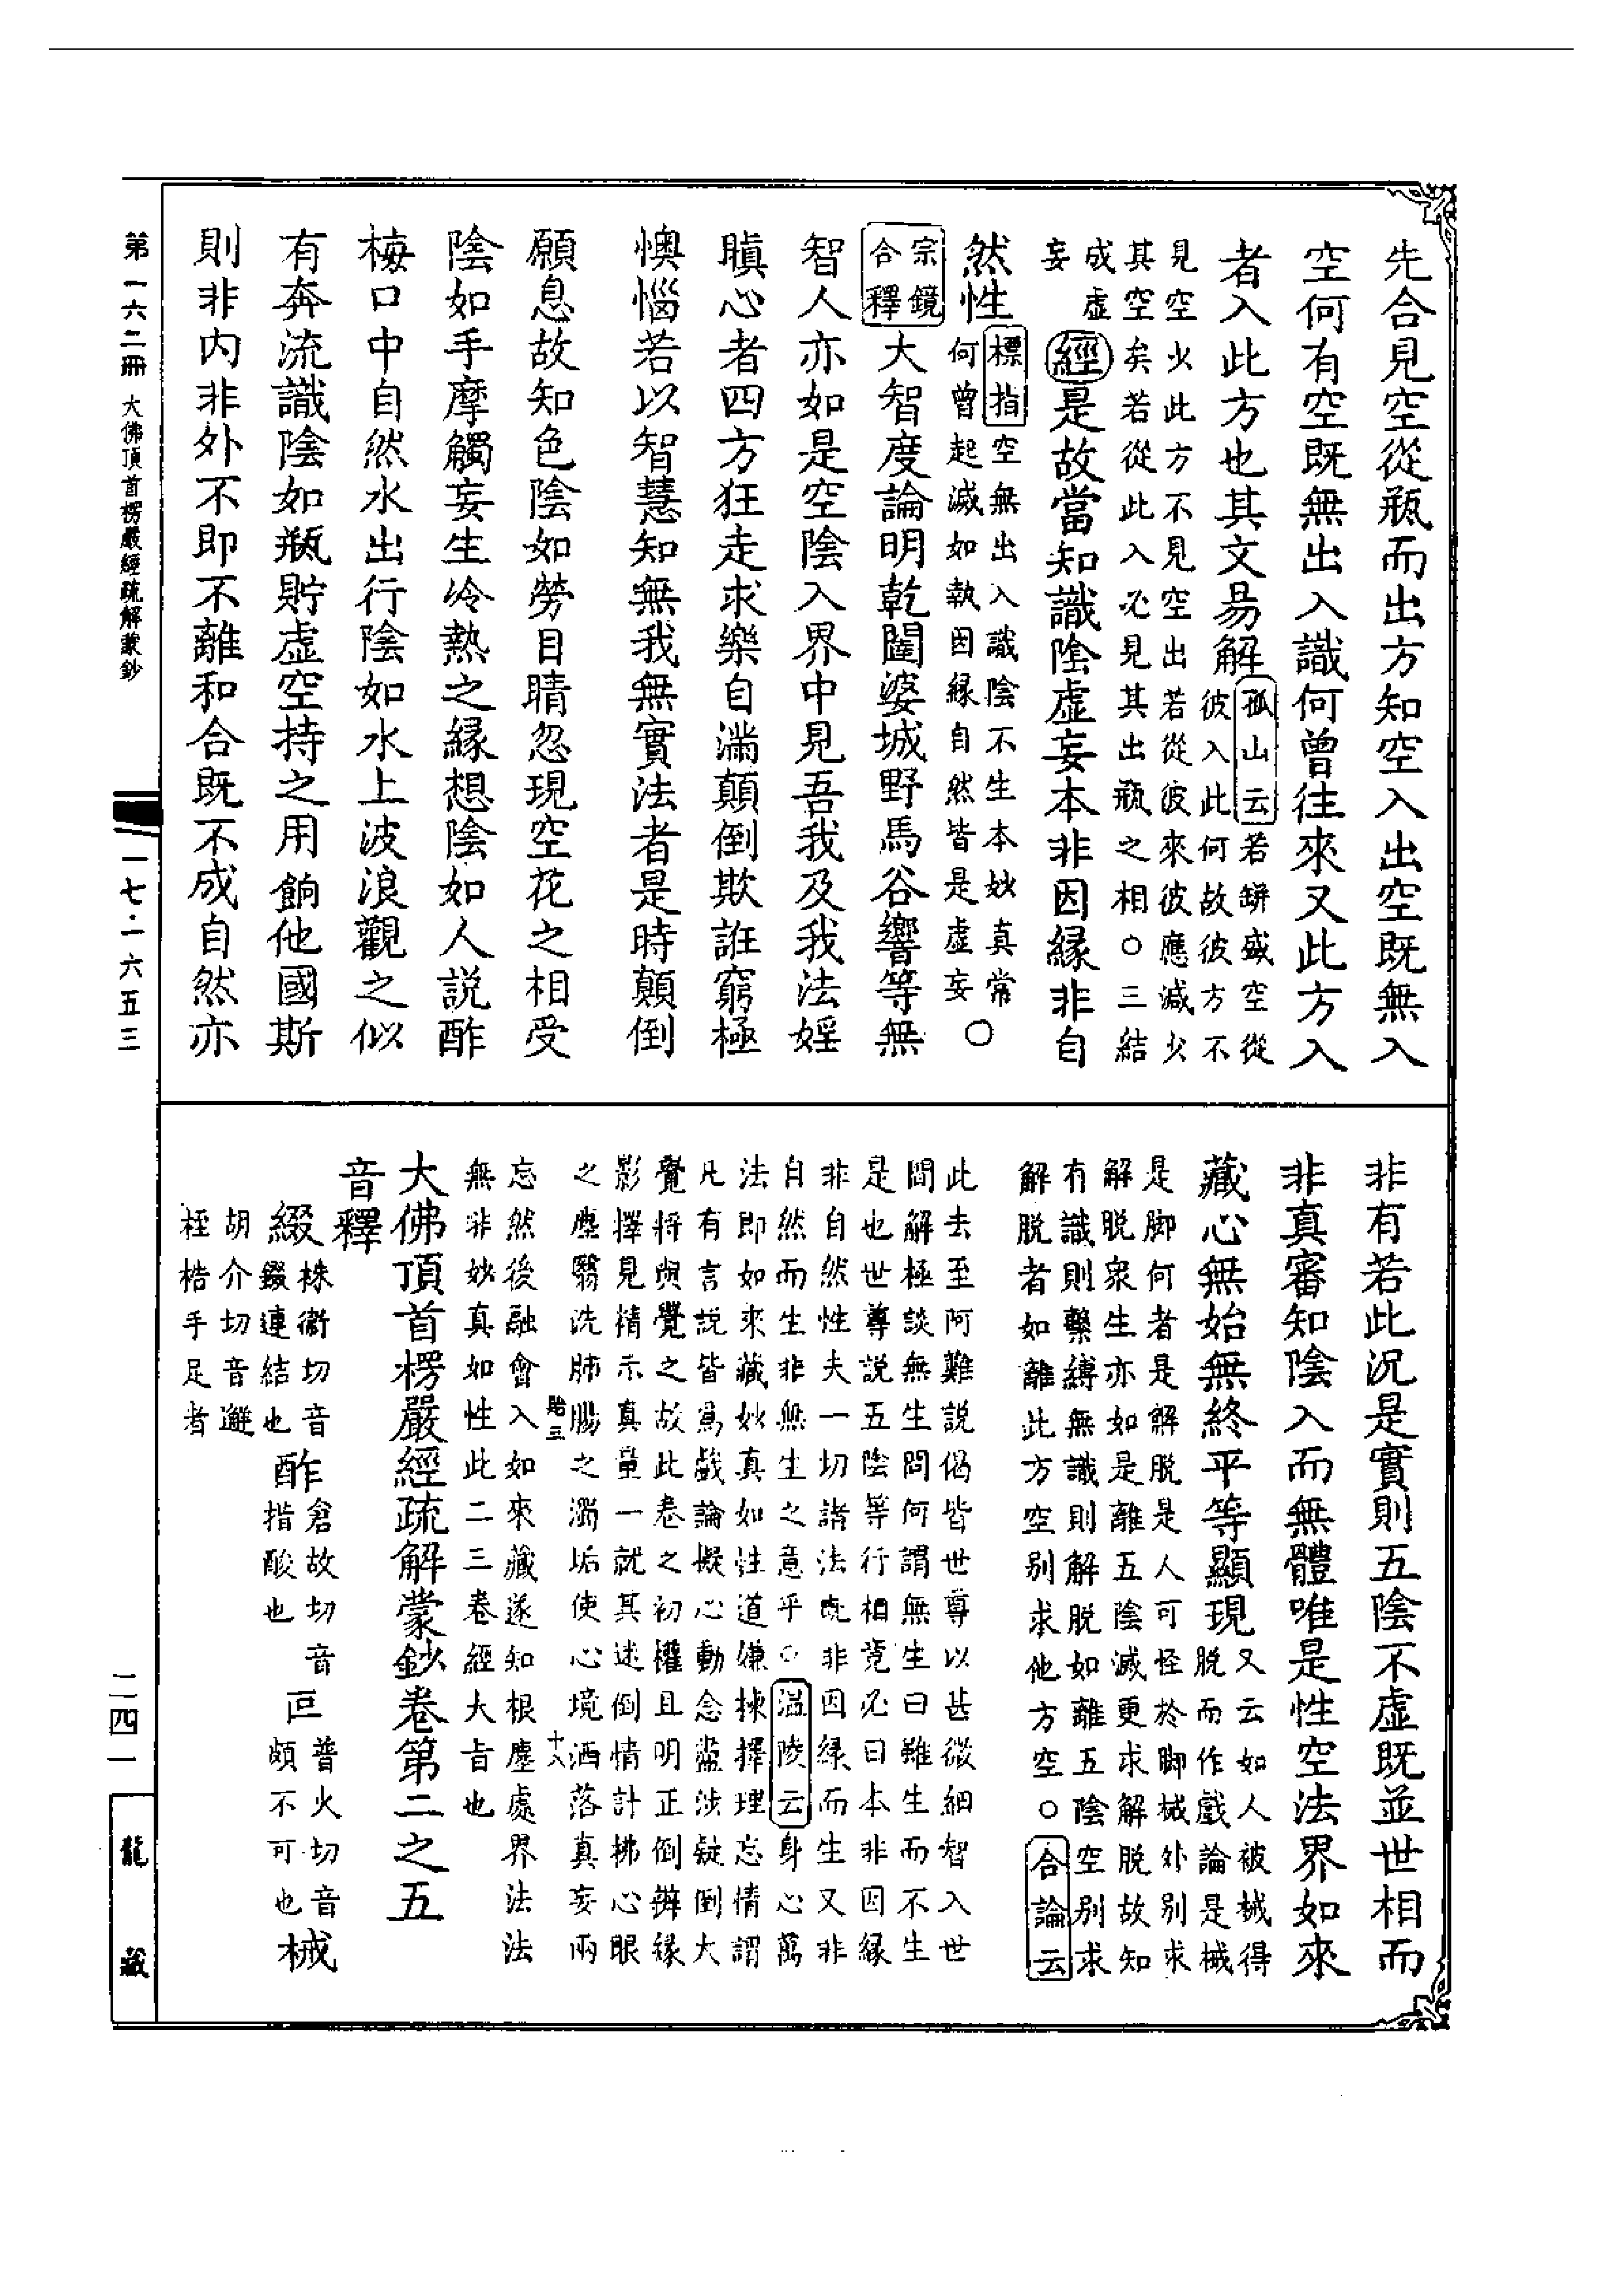 先合見空從瓶而出方知空入出空既無入
空何有空既無出入識何曾往來又此方入
者入此方也其文易解
孤山云若缾盛空從
彼入此何故彼方不
見空火此方不見空出若從彼來彼應減少
其空矣若從此入必見其出瓶之相○三結
成虛
妄
經是故當知識陰虛妄本非因緣非自
然性
標指空無出入識陰不生本妙真常
何曾起滅如執因緣自然皆是虛妄
○
宗鏡
合釋
大智度論明乾闥婆城野馬谷響等無
智人亦如是空陰入界中見吾我及我法婬
瞋心者四方狂走求樂自湍顛倒欺誑窮極
懊惱若以智慧知無我無實法者是時顛倒
願息故知色陰如勞目睛忽現空花之相受
陰如手摩觸妄生冷熱之緣想陰如人說酢
梅口中自然水出行陰如水上波浪觀之似
有奔流識陰如瓶貯虛空持之用餉他國斯
則非內非外不即不離和合既不成自然亦
非有若此況是實則五陰不虛既並世相而
非真審知陰入而無體唯是性空法界如來
藏心無始無終平等顯現
又云如人被械得
脫而作戲論是械
是脚何者是解脫是人可怪於脚械外別求
解脫衆生亦如是離五陰滅更求解脫故知
有識則繫縛無識則解脫如離五陰空別求
解脫者如離此方空別求他方空○合論云
此去至阿難說偈皆世尊以甚微細智入世
間解極談無生問何謂無生曰雖生而不生
是也世尊說五陰等行相竟必曰本非因緣
非自然性夫一切諸法既非因緣而生又非
自然而生非無生之意乎○溫陵云身心萬
法即如來藏妙真如性道嫌揀擇理忘情謂
凡有言說皆爲戲論擬心動念盡涉疑倒大
覺將與覺之故此卷之初權且明正倒辨緣
影擇見精示真量一就其迷倒情計拂心眼
之塵翳洗肺腸之濁垢使心境洒落真妄兩
忘然後融會入如來藏遂知根塵處界法法
無非妙真如性此二三卷經大旨也
大佛頂首楞嚴經疏解蒙鈔卷第二之五
音釋
綴
株衞切音
錣連結也
酢
倉故切音
措酸也
叵
普火切音
頗不可也
械
胡介切音邂
桎梏手足者
第一六二冊 大佛頂首楞嚴經疏解蒙鈔
一七·二六五三
二四一
龍藏